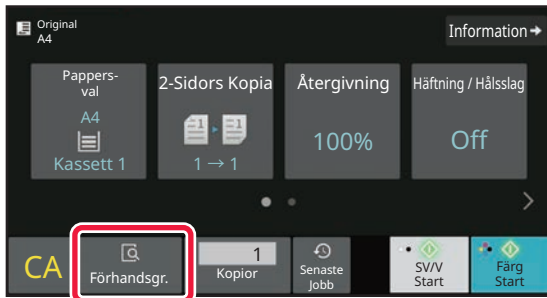 Original
A4
Information
Pappers-
val
A4
Kassett 1
2-Sidors Kopia
1 → 1
Återgivning
100%
Häftning / Hålsslag
Off
CA
Förhandsgr.
1
Kopior
Senaste
Jobb
SV/V
Start
Färg
Start